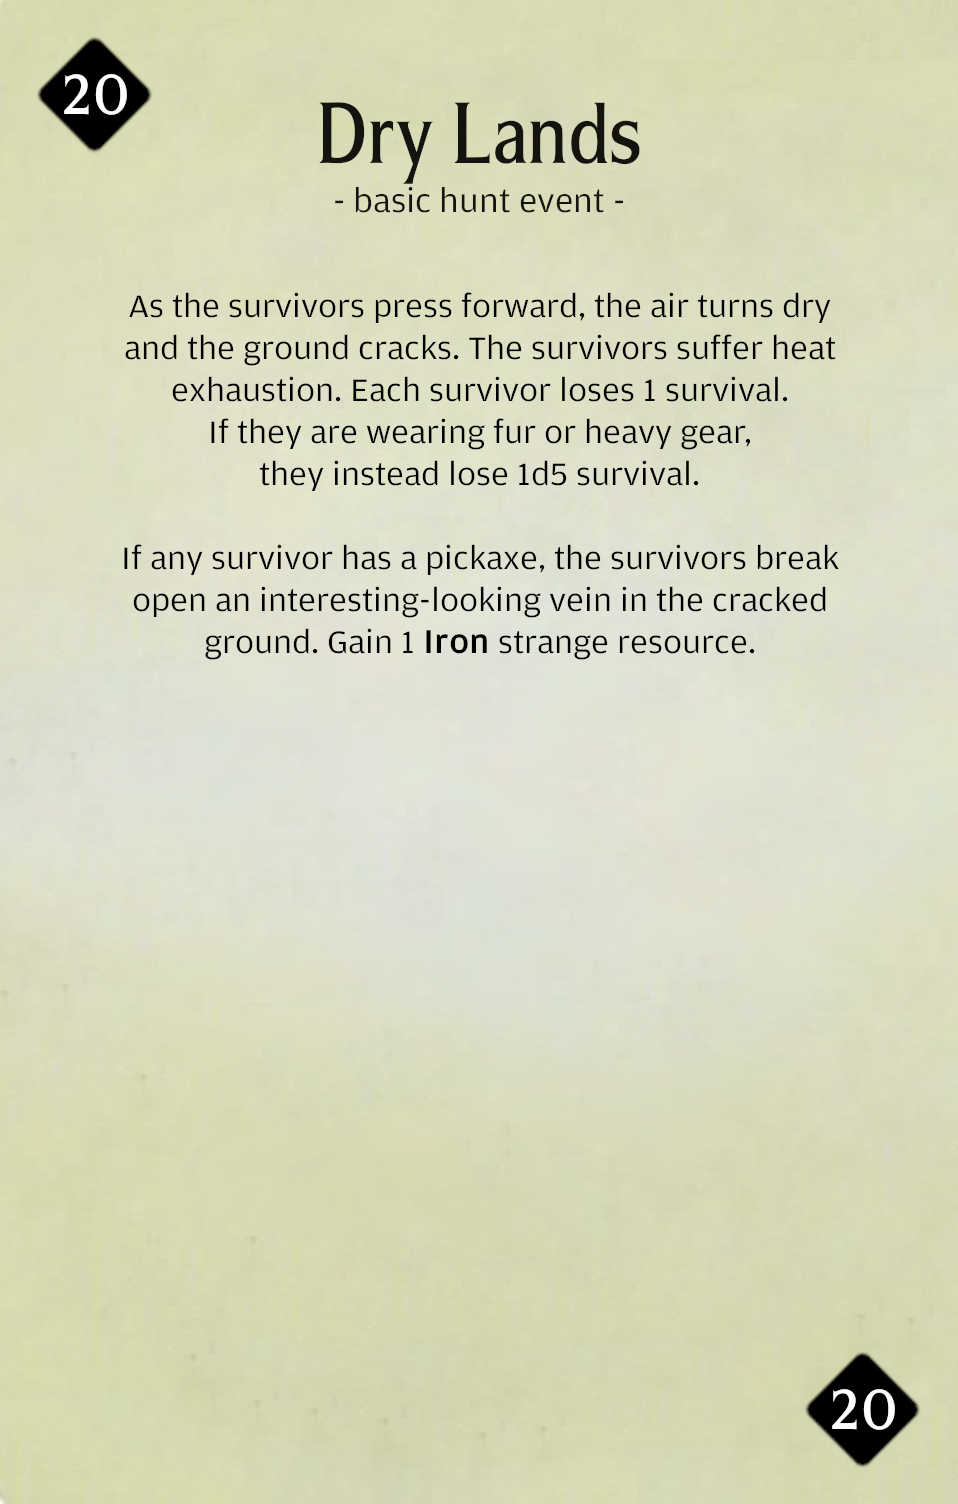 20
Dry Lands
- basic hunt event -
As the survivors press forward, the air turns dry
and the ground cracks. The survivors suffer heat
exhaustion. Each survivor loses 1 survival.
If they are wearing fur or heavy gear,
they instead lose 1d5 survival.
If any survivor has a pickaxe, the survivors break
open an interesting-looking vein in the cracked
ground. Gain 1 Iron strange resource.
20